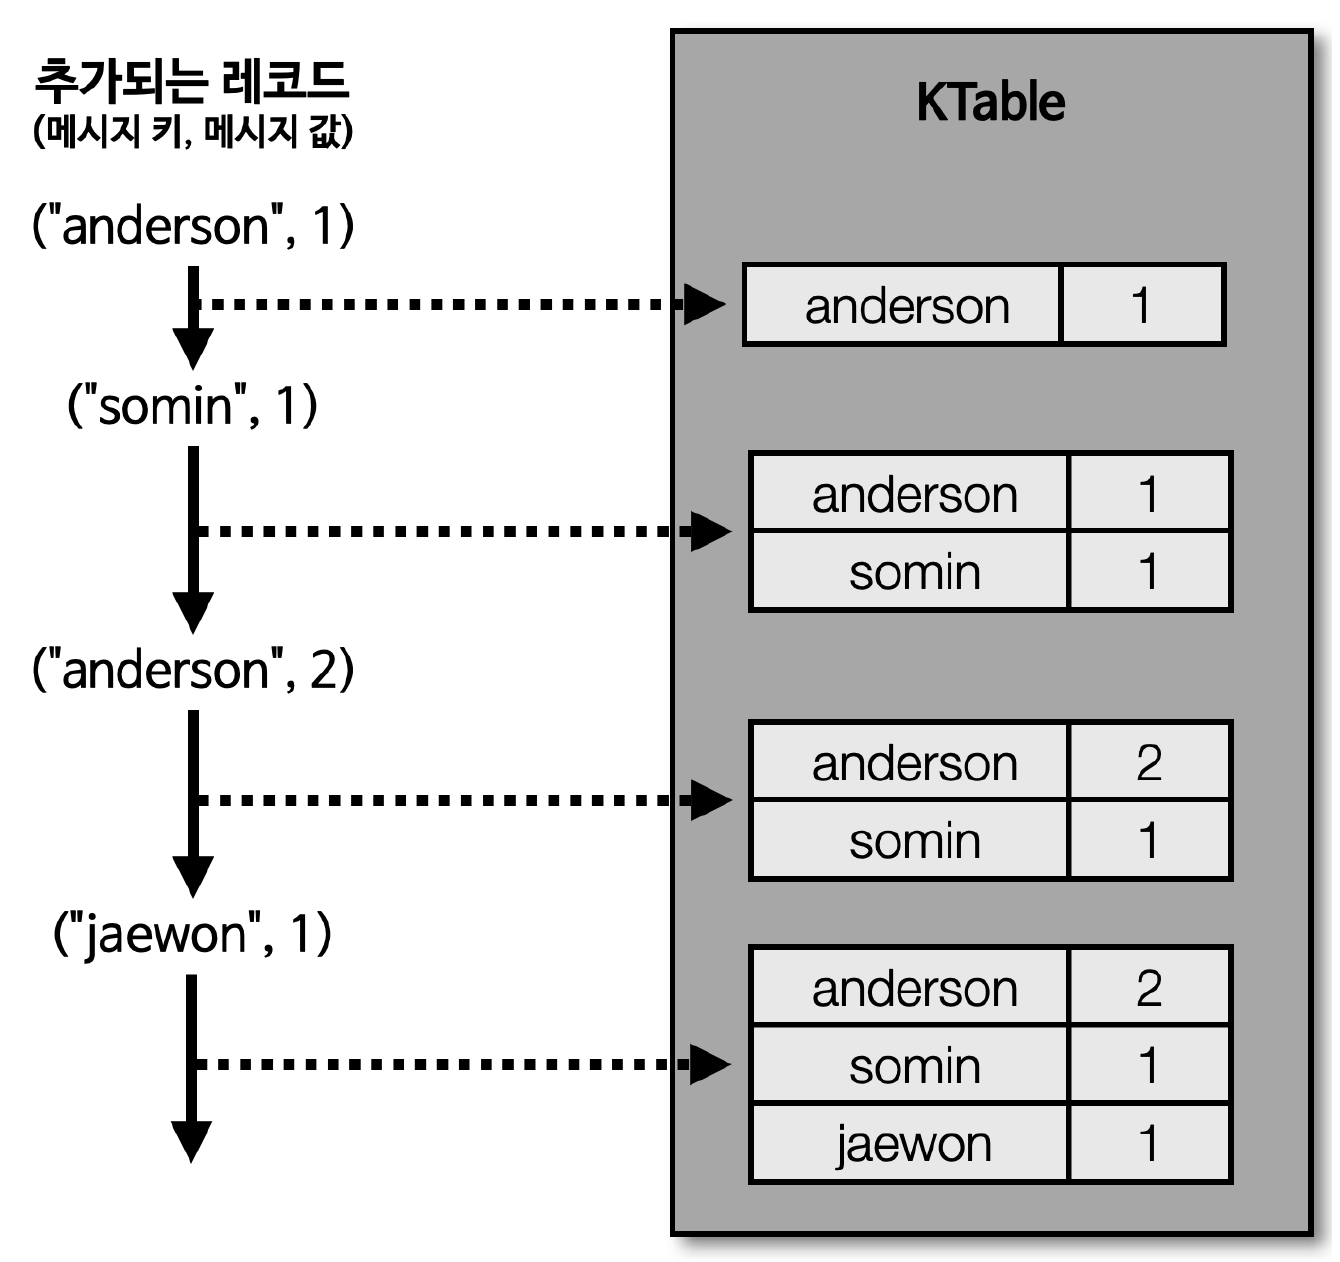 추가되는 레코드
(메시지 키, 메시지 값)
KTable
("anderson", 1)
anderson 1
("somin", 1)
anderson 1
somin 1
("anderson", 2)
anderson 2
somin 1
("jaewon", 1)
anderson 2
somin 1
jaewon 1